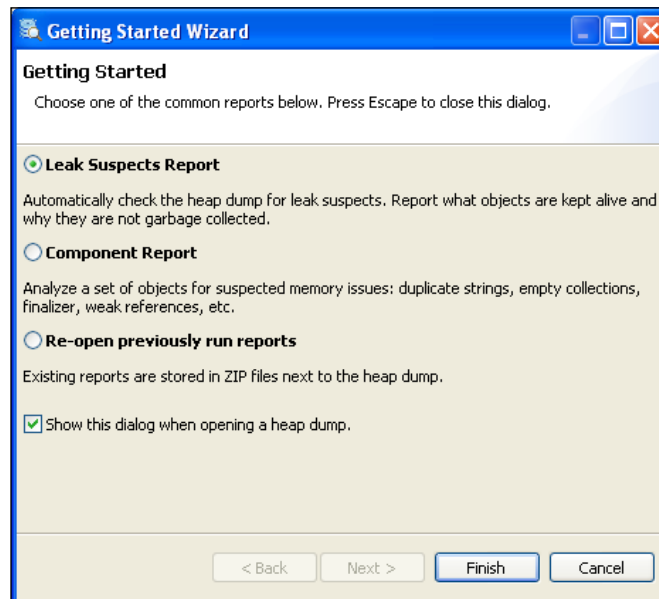 Getting Started Wizard
Getting Started
Choose one of the common reports below. Press Escape to close this dialog.
Leak Suspects Report
Automatically check the heap dump for leak suspects. Report what objects are kept alive and
why they are not garbage collected.
Component Report
Analyze a set of objects for suspected memory issues: duplicate strings, empty collections,
finalizer, weak references, etc.
Re-open previously run reports
Existing reports are stored in ZIP files next to the heap dump.
Show this dialog when opening a heap dump.
< Back Next > Finish Cancel